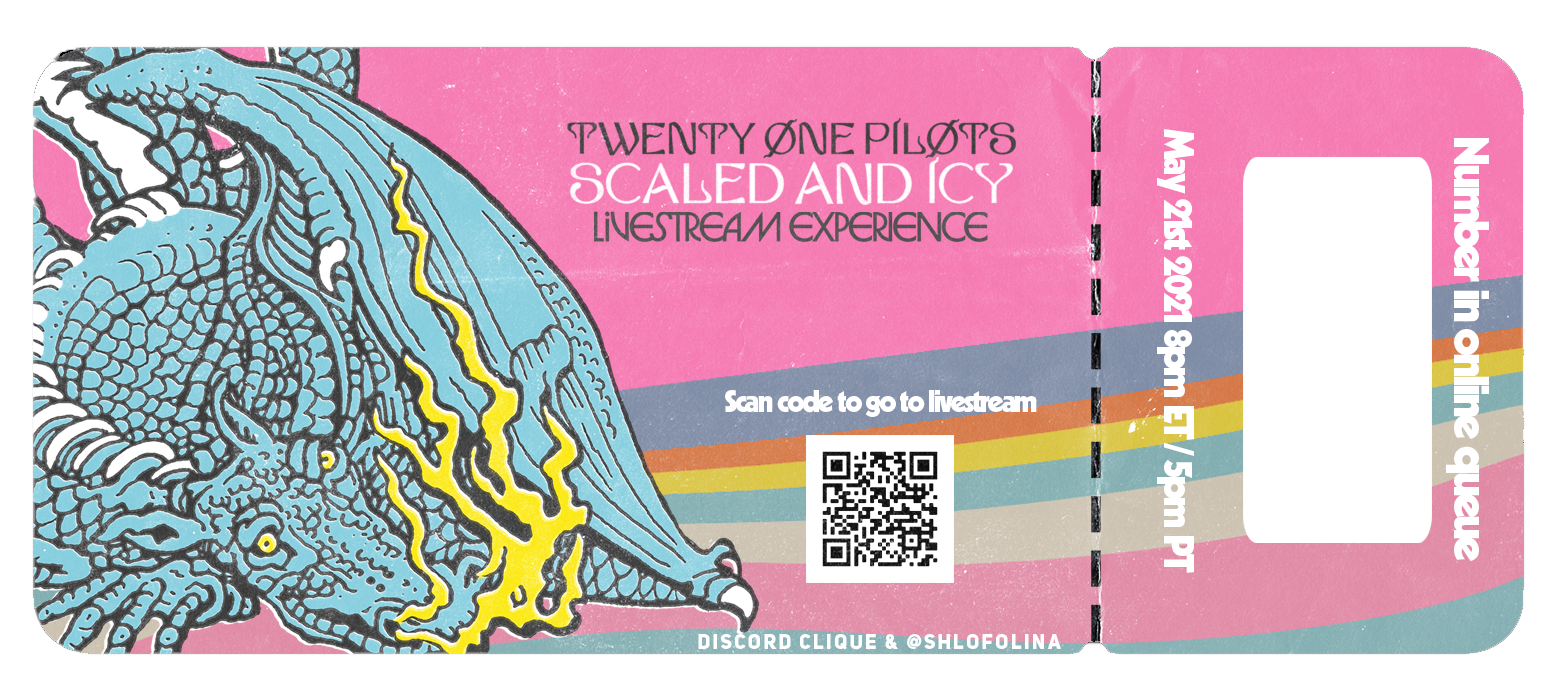 TWENTY ØNE PILØTS
SCALED AND ICY
LiVESTREAM EXPERIENCE
Scan code to go to livestream
DISCORD CLIQUE & @SHLOFOLINA
May 21st 2021 8pm ET / 5pm PT
Number in online queue